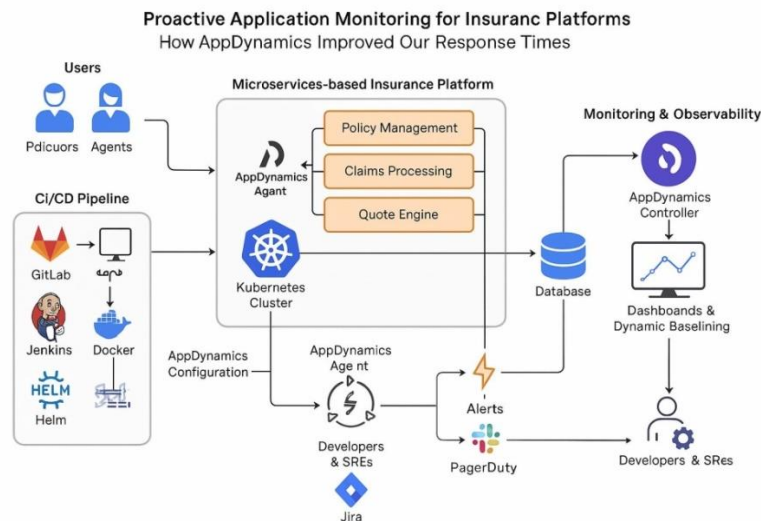 Proactive Application Monitoring for Insuranc Platforms
How AppDynamics Improved Our Response Times
Users
Pdicuors
Agents
Ci/CD Pipeline
GitLab
Jenkins
Docker
HELM
Helm
Microservices-based Insurance Platform
AppDynamics
Agant
Policy Management
Claims Processing
Quote Engine
Kubernetes
Cluster
AppDynamics
Configuration
AppDynamics
Age nt
Developers
& SREs
Jira
Alerts
PagerDuty
Database
Monitoring & Observability
AppDynamics
Controller
Dashboands &
Dynamic Baselining
Developers & SREs